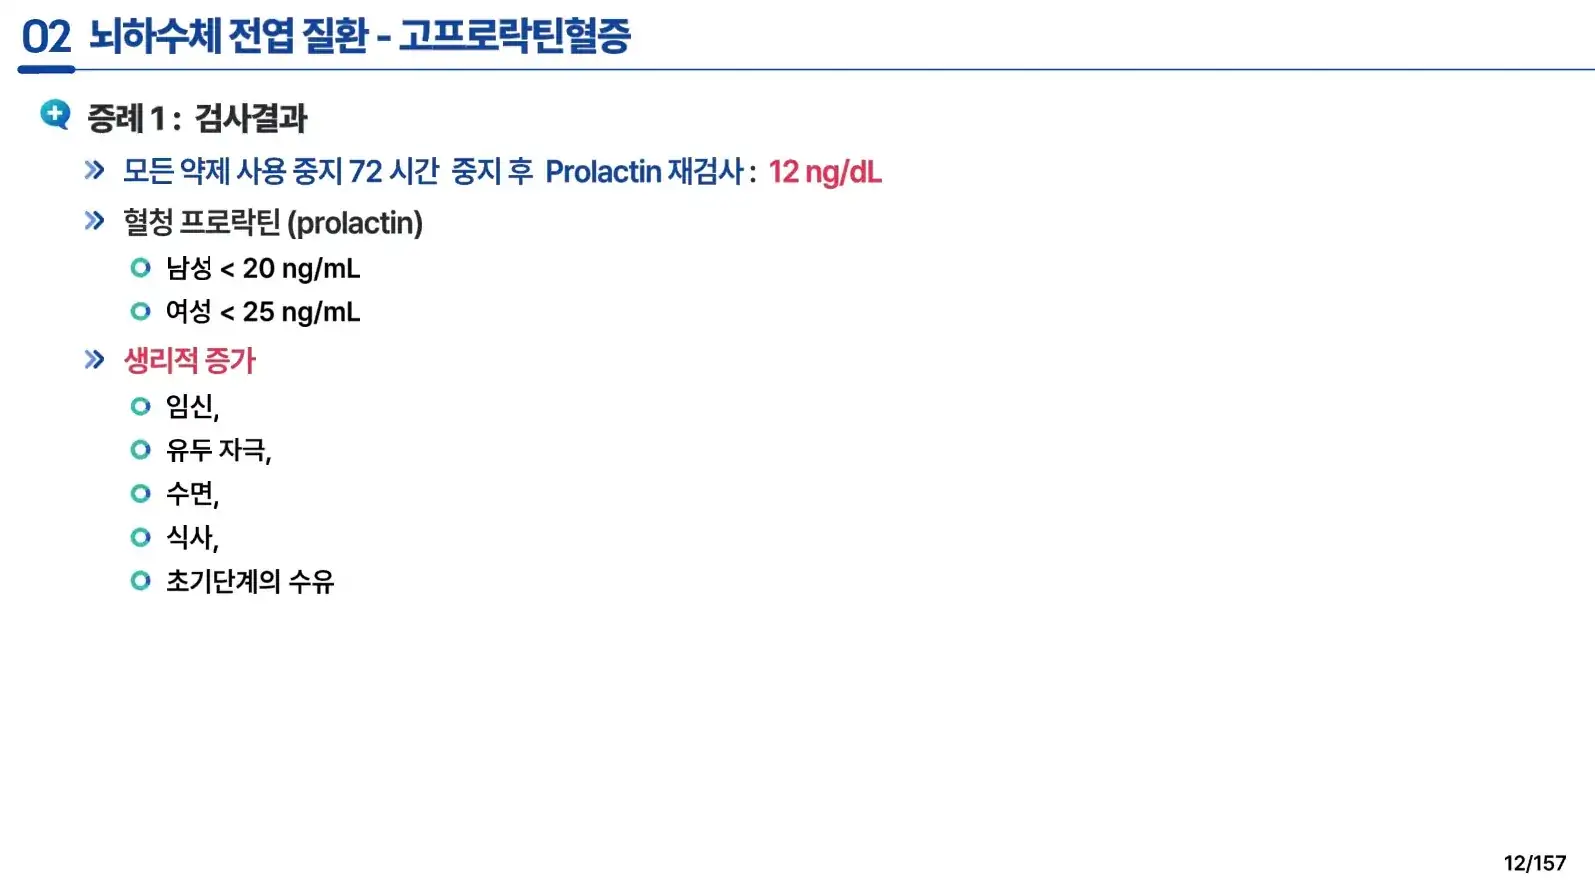 02 뇌하수체 전엽 질환 - 고프로락틴혈증
증례 1 : 검사결과
모든 약제 사용 중지 72 시간 중지 후 Prolactin 재검사 : 12 ng/dL
혈청 프로락틴 (prolactin)
남성 < 20 ng/mL
여성 < 25 ng/mL
생리적 증가
임신,
유두 자극,
수면,
식사,
초기단계의 수유
12/157